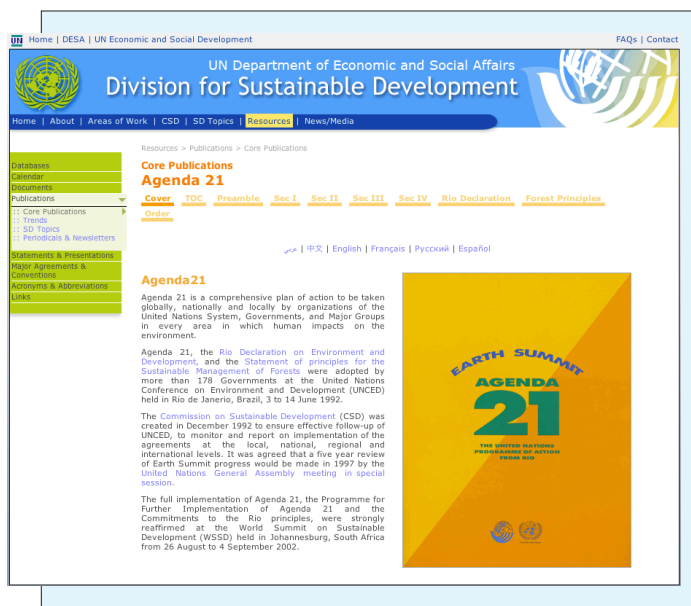 UN Home | DESA | UN Economic and Social Development
FAQs | Contact
UN Department of Economic and Social Affairs
Division for Sustainable Development
Home | About | Areas of Work | CSD | SD Topics | Resources | News/Media
Resources > Publications > Core Publications
Databases
Calendar
Documents
Publications
:: Core Publications
:: Trends
:: SD Topics
:: Periodicals & Newsletters
Statements & Presentations
Major Agreements &
Conventions
Acronyms & Abbreviations
Links
Core Publications
Agenda 21
Cover TOC Preamble Sec I Sec II Sec III Sec IV Rio Declaration Forest Principles
Order
عربي | 中文 | English | Français | Русский | Español
Agenda21
Agenda 21 is a comprehensive plan of action to be taken
globally, nationally and locally by organizations of the
United Nations System, Governments, and Major Groups
in every area in which human impacts on the
environment.
Agenda 21, the Rio Declaration on Environment and
Development, and the Statement of principles for the
Sustainable Management of Forests were adopted by
more than 178 Governments at the United Nations
Conference on Environment and Development (UNCED)
held in Rio de Janerio, Brazil, 3 to 14 June 1992.
The Commission on Sustainable Development (CSD) was
created in December 1992 to ensure effective follow-up of
UNCED, to monitor and report on implementation of the
agreements at the local, national, regional and
international levels. It was agreed that a five year review
of Earth Summit progress would be made in 1997 by the
United Nations General Assembly meeting in special
session.
The full implementation of Agenda 21, the Programme for
Further Implementation of Agenda 21 and the
Commitments to the Rio principles, were strongly
reaffirmed at the World Summit on Sustainable
Development (WSSD) held in Johannesburg, South Africa
from 26 August to 4 September 2002.
EARTH SUMMIT
AGENDA
21
THE UNITED NATIONS
PROGRAMME OF ACTION
FROM RIO